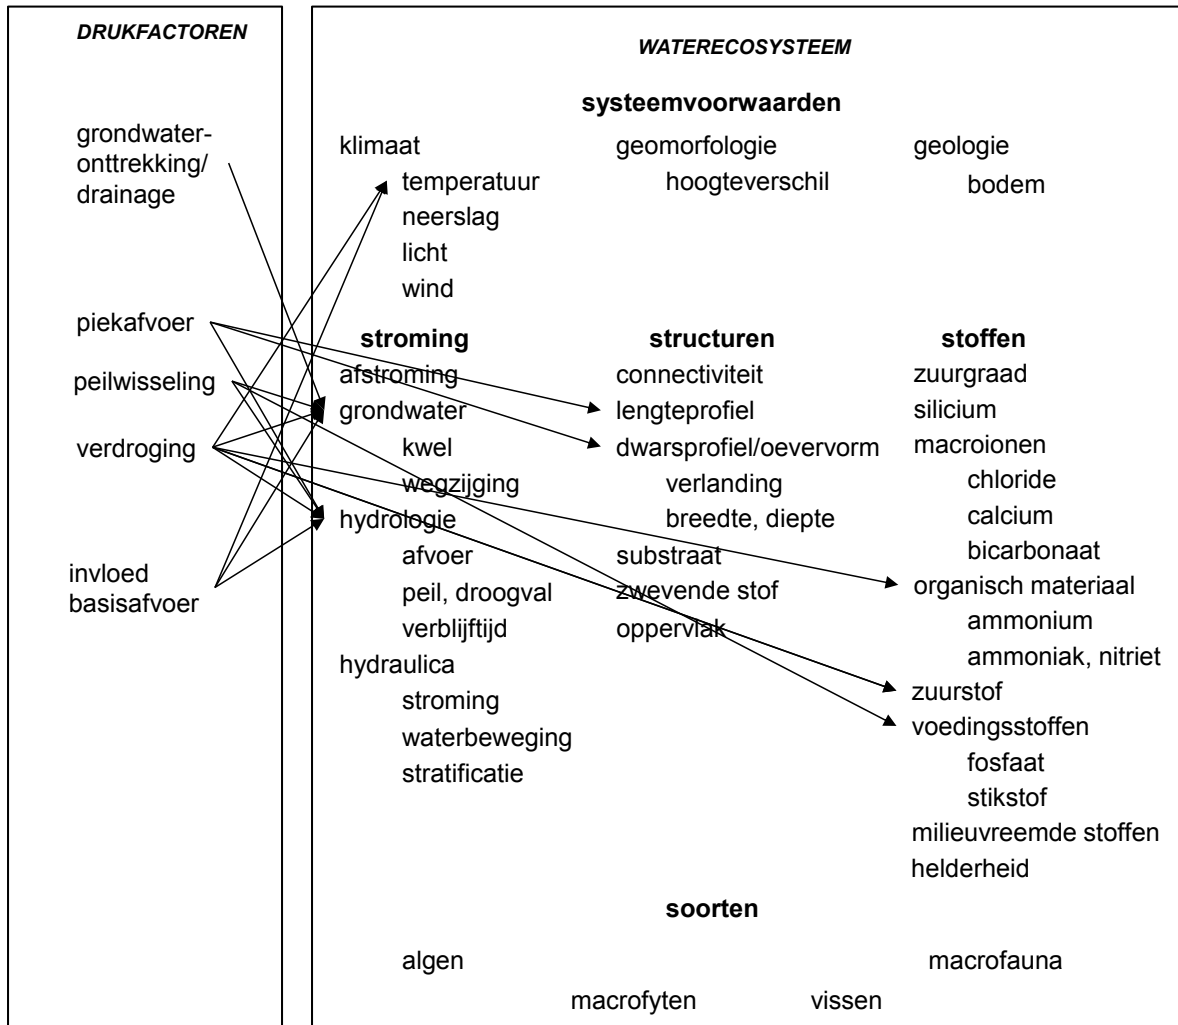 DRUKFACTOREN
grondwater-
onttrekking/
drainage
piekafvoer
peilwisseling
verdroging
invloed
basisafvoer
WATERECOSYSTEEM
systeemvoorwaarden
klimaat
temperatuur
neerslag
licht
wind
geomorfologie
hoogteverschil
geologie
bodem
stroming
afstroming
grondwater
kwel
wegzijging
hydrologie
afvoer
peil, droogval
verblijftijd
hydraulica
stroming
waterbeweging
stratificatie
structuren
connectiviteit
lengteprofiel
dwarsprofiel/oevervorm
verlanding
breedte, diepte
substraat
zwevende stof
oppervlak
stoffen
zuurgraad
silicium
macroionen
chloride
calcium
bicarbonaat
organisch materiaal
ammonium
ammoniak, nitriet
zuurstof
voedingsstoffen
fosfaat
stikstof
milieuvreemde stoffen
helderheid
soorten
algen
macrofauna
macrofyten
vissen